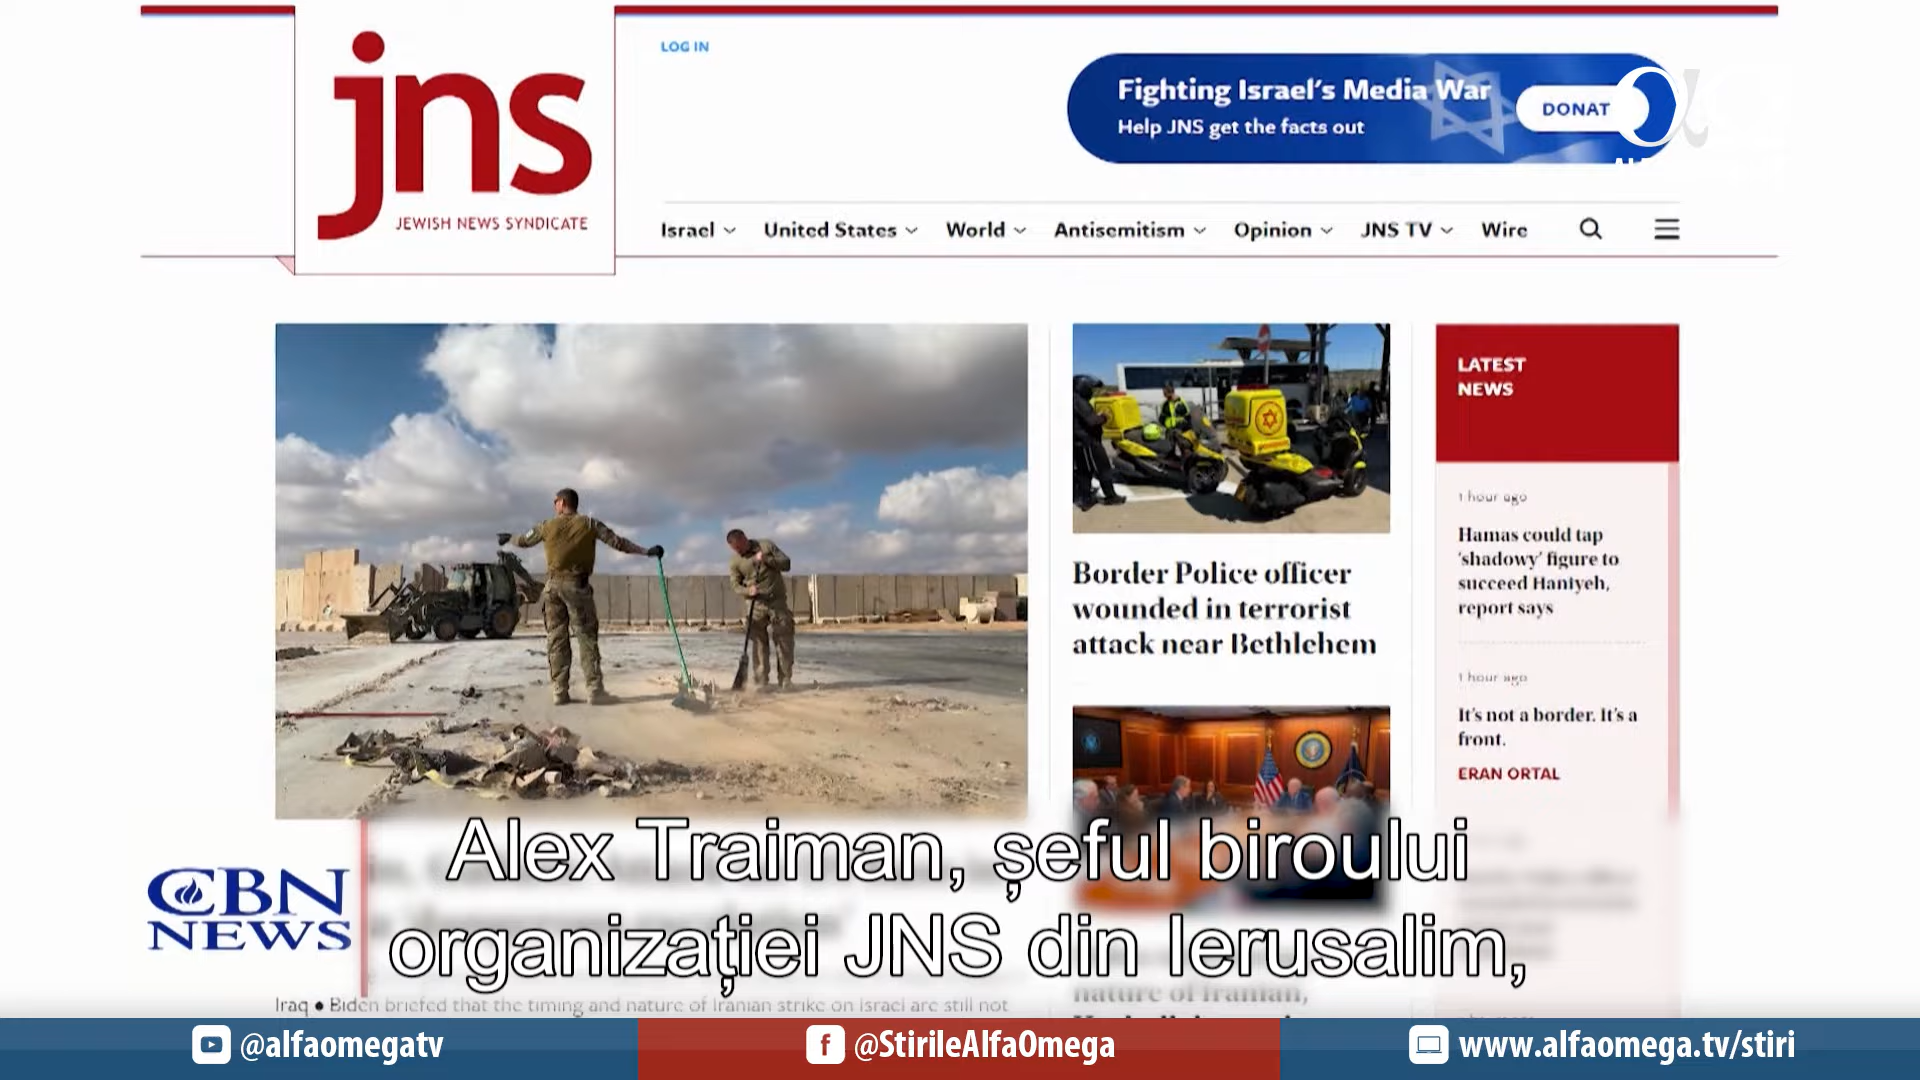 jns
JEWISH NEWS SYNDICATE
LOG IN
Fighting Israel's Media War
Help JNS get the facts out
DONAT
Israel
United States
World
Antisemitism
Opinion
JNS TV
Wire
Border Police officer
wounded in terrorist
attack near Bethlehem
LATEST
NEWS
1 hour ago
Hamas could tap
'shadowy' figure to
succeed Haniyeh,
report says
1 hour ago
It's not a border. It's a
front.
ERAN ORTAL
Alex Traiman, șeful biroului
organizației JNS din Ierusalim,
CBN
NEWS
nature of Iranian,
Iraq • Biden briefed that the timing and nature of Iranian strike on Israel are still not
@alfaomegatv
@StirileAlfaOmega
www.alfaomega.tv/stiri